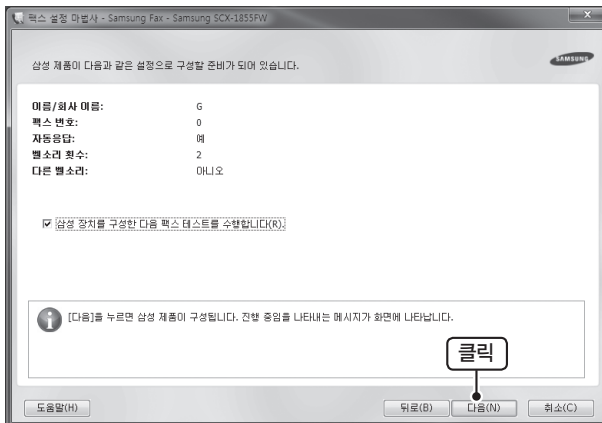 팩스 설정 마법사 - Samsung Fax - Samsung SCX-1855FW
삼성 제품이 다음과 같은 설정으로 구성할 준비가 되어 있습니다.
SAMSUNG
이름/회사 이름: G
팩스 번호: 0
자동응답: 예
벨소리 횟수: 2
다른 벨소리: 아니오
삼성 장치를 구성한 다음 팩스 테스트를 수행합니다(R).
[다음]을 누르면 삼성 제품이 구성됩니다. 진행 중임을 나타내는 메시지가 화면에 나타납니다.
클릭
도움말(H) 뒤로(B) 다음(N) 취소(C)